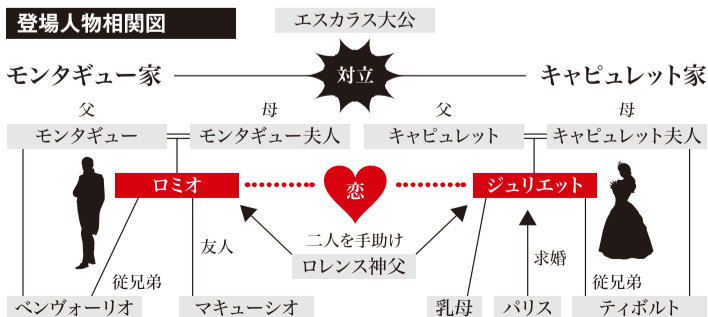 登場人物相関図
エスカラス大公
モンタギュー家
対立
キャピュレット家
父
母
父
母
モンタギュー
モンタギュー夫人
キャピュレット
キャピュレット夫人
ロミオ
恋
ジュリエット
友人
二人を手助け
求婚
ロレンス神父
従兄弟
従兄弟
ベンヴォーリオ
マキューシオ
乳母
パリス
ティボルト